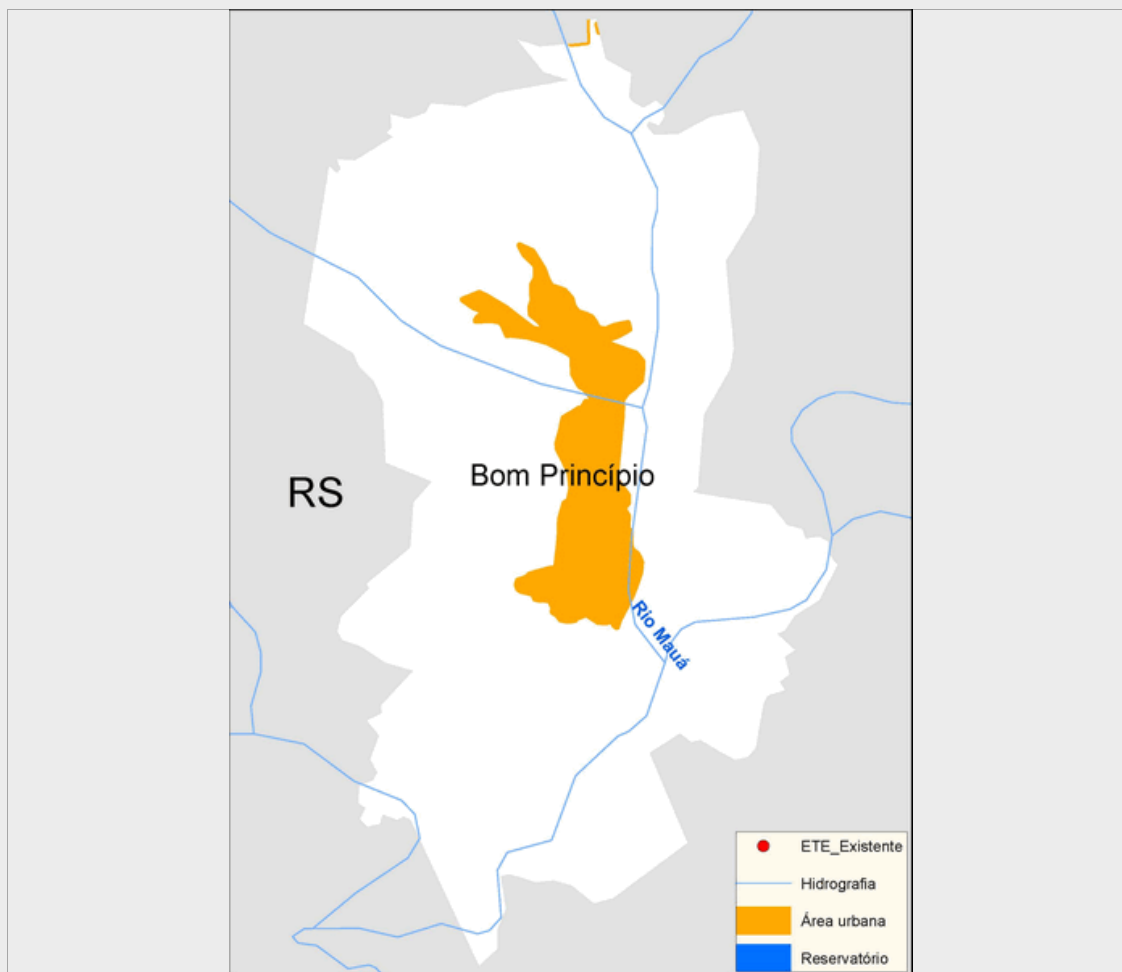 Bom Princípio
RS
Rio Mauá
ETE_Existente
Hidrografia
Área urbana
Reservatório